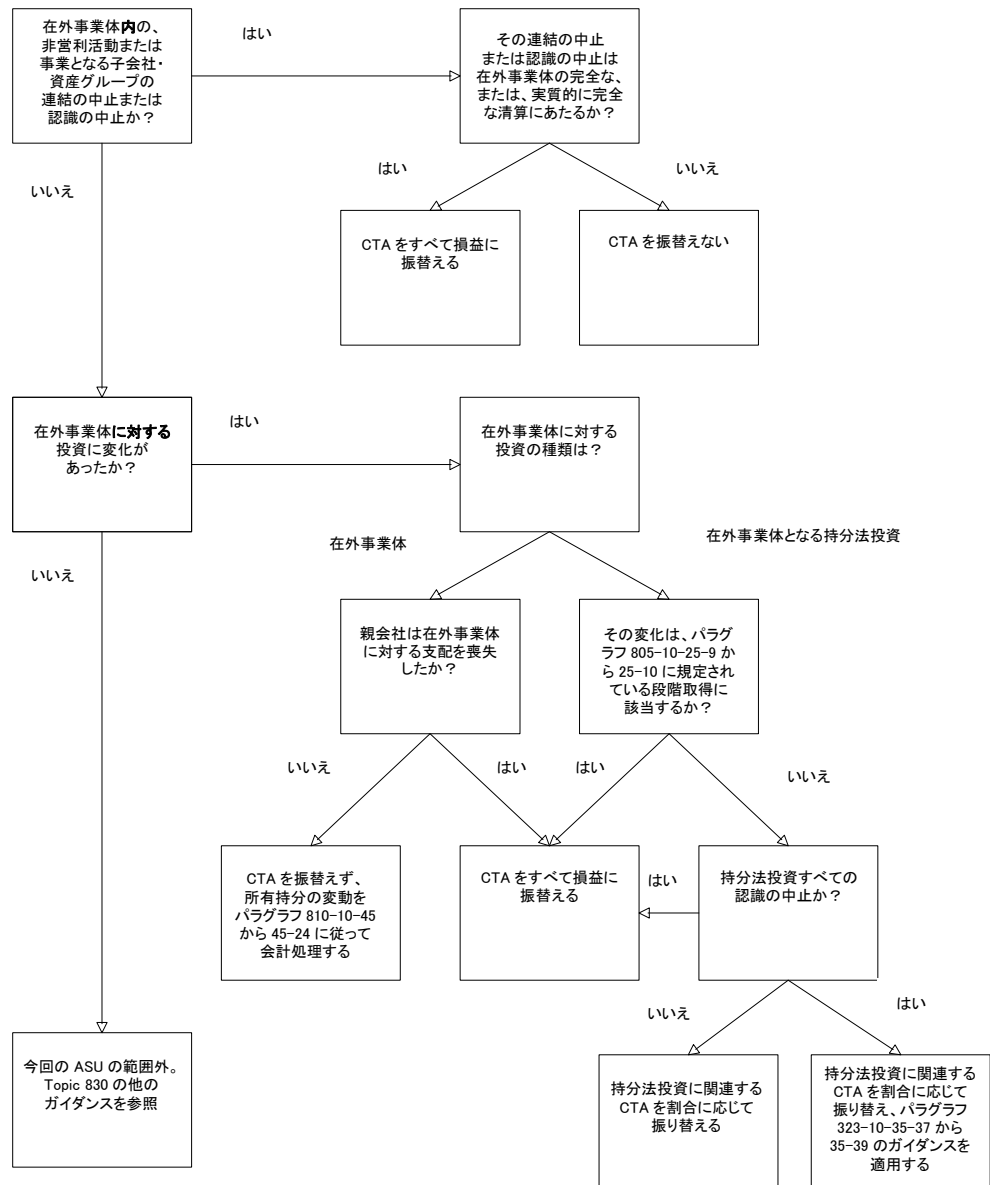 在外事業体内の、
非営利活動または
事業となる子会社・
資産グループの
連結の中止または
認識の中止か？
はい
その連結の中止
または認識の中止は
在外事業体の完全な、
または、実質的に完全
な清算にあたるか？
いいえ
はい
いいえ
CTA をすべて損益に
振替える
CTA を振替えない
在外事業体に対する
投資に変化が
あったか？
はい
在外事業体に対する
投資の種類は？
いいえ
在外事業体
在外事業体となる持分法投資
親会社は在外事業体
に対する支配を喪失
したか？
その変化は、パラグ
ラフ 805-10-25-9 か
ら 25-10 に規定され
ている段階取得に
該当するか？
いいえ
はい
はい
いいえ
CTA を振替えず、
所有持分の変動を
パラグラフ 810-10-45
から 45-24 に従って
会計処理する
CTA をすべて損益に
振替える
はい
持分法投資すべての
認識の中止か？
いいえ
はい
今回の ASU の範囲外。
Topic 830 の他の
ガイダンスを参照
持分法投資に関連する
CTA を割合に応じて
振り替える
持分法投資に関連する
CTA を割合に応じて
振り替え、パラグラフ
323-10-35-37 から
35-39 のガイダンスを
適用する